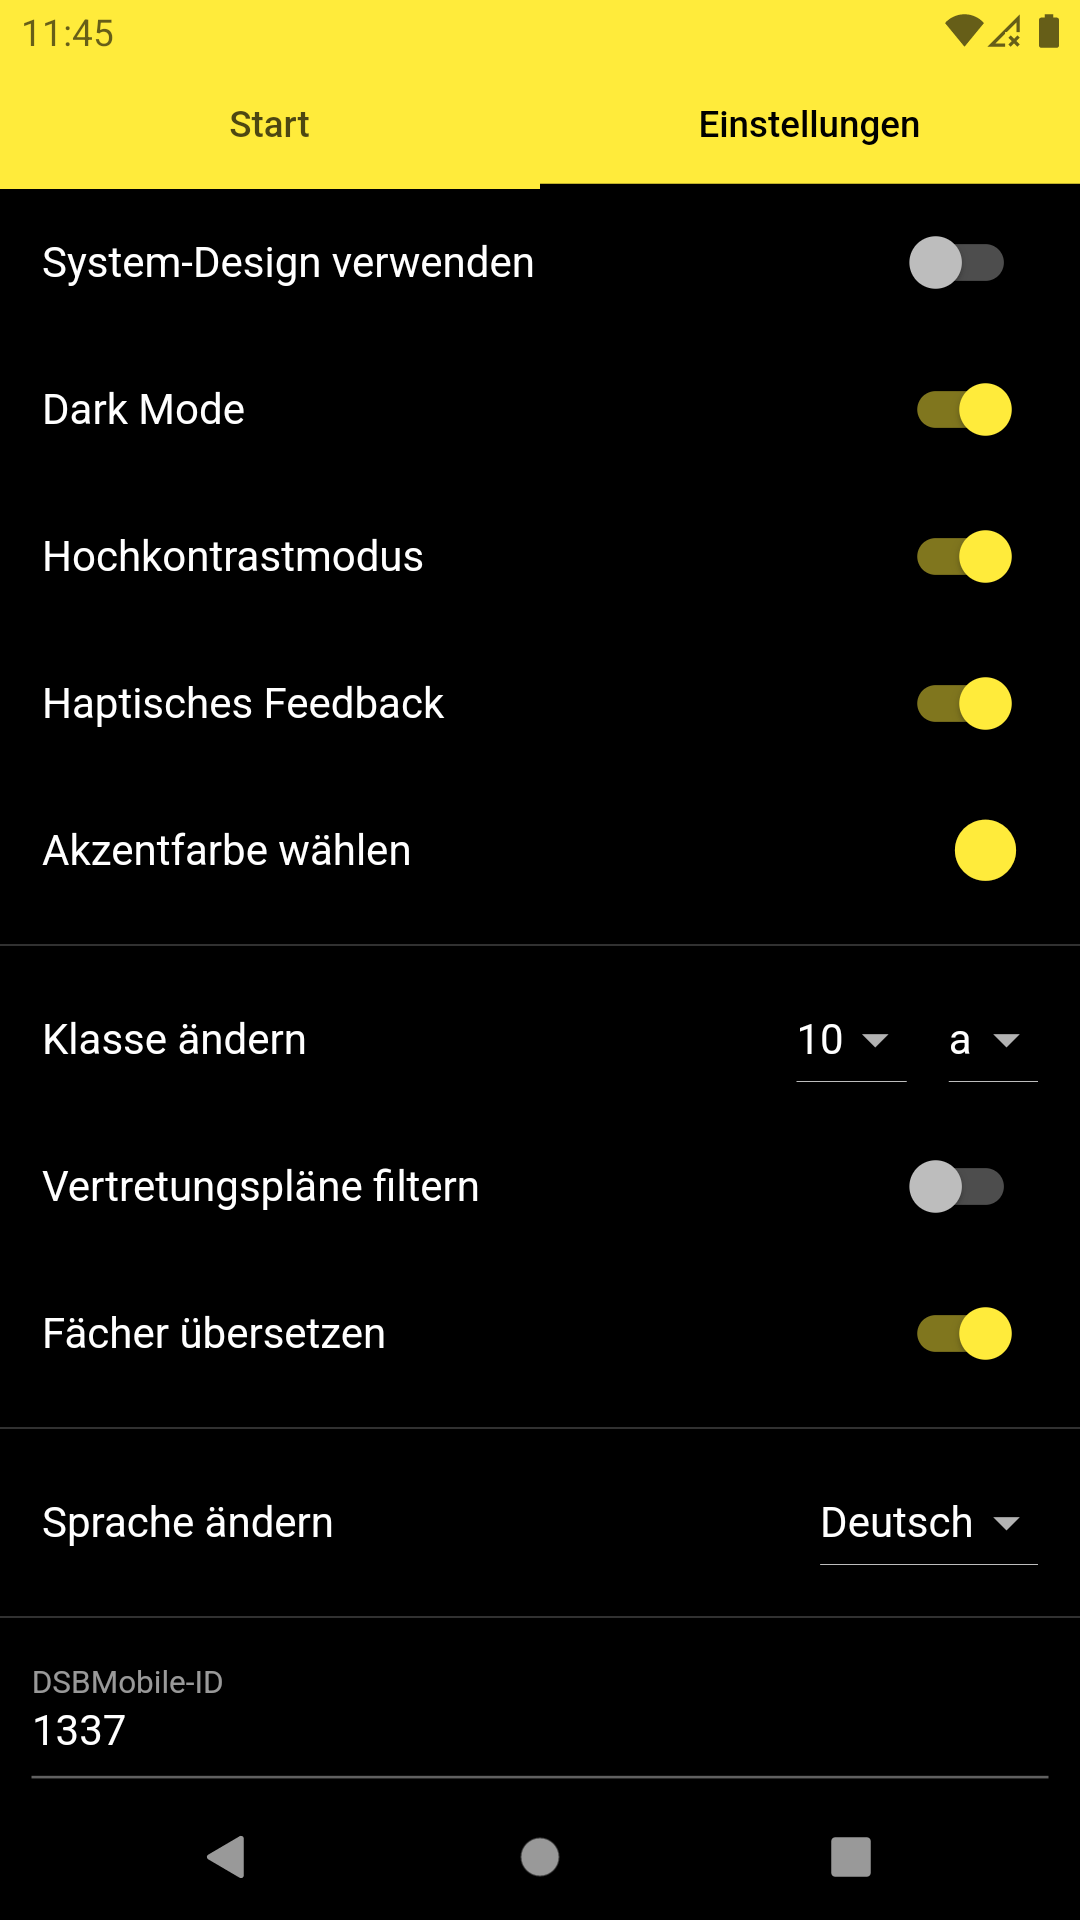 11:45
Start Einstellungen
System-Design verwenden
Dark Mode
Hochkontrastmodus
Haptisches Feedback
Akzentfarbe wählen
Klasse ändern 10 a
Vertretungspläne filtern
Fächer übersetzen
Sprache ändern Deutsch
DSBMobile-ID
1337